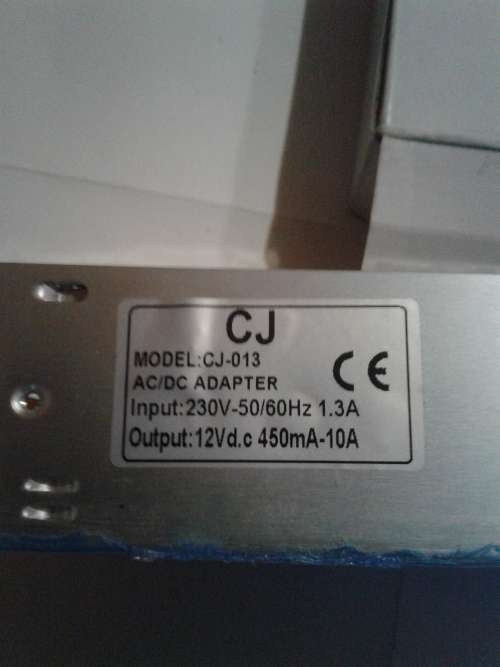 CJ
MODEL:CJ-013
AC/DC ADAPTER
CE
Input:230V-50/60Hz 1.3A
Output:12Vd.c 450mA-10A